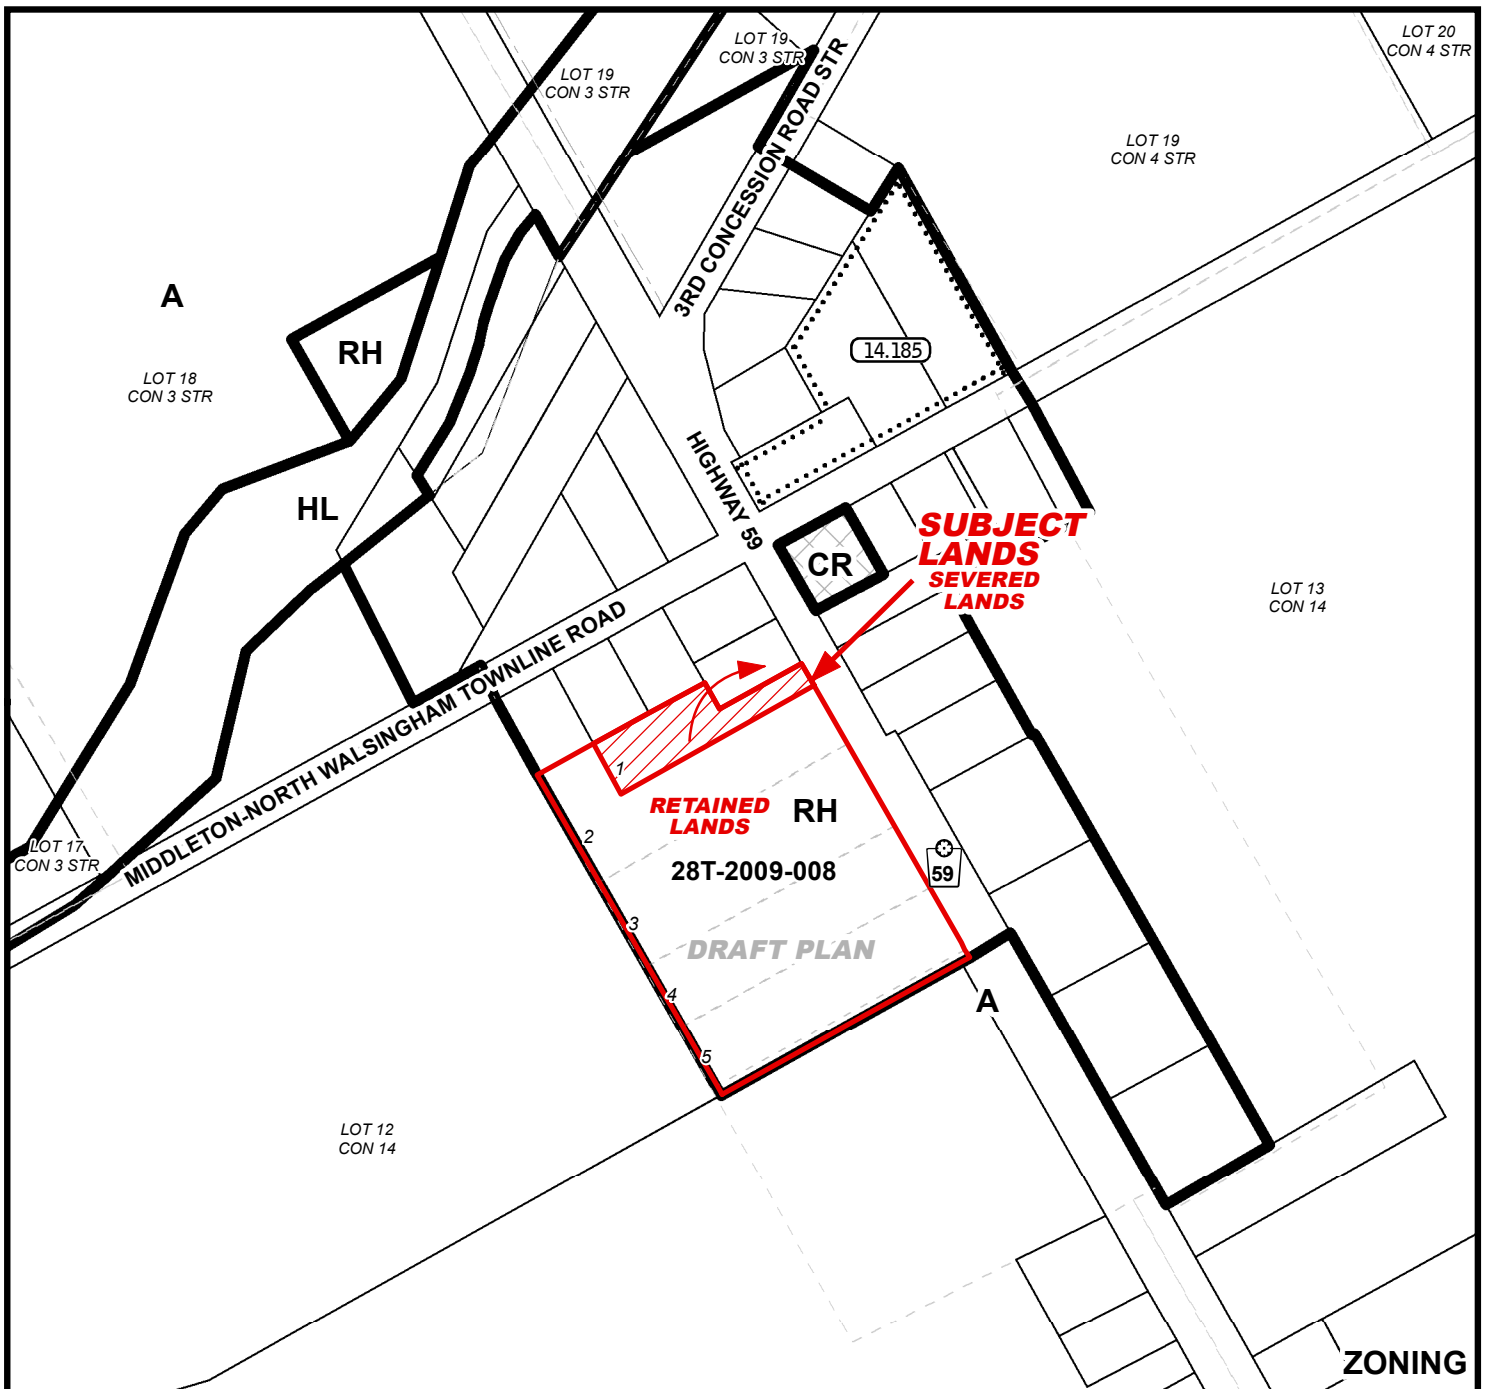 LOT 20
CON 4 STR
LOT 19
CON 3 STR
LOT 19
CON 3 STR
3RD CONCESSION ROAD STR
LOT 19
CON 4 STR
A
RH
14.185
LOT 18
CON 3 STR
HIGHWAY 59
HL
SUBJECT
LANDS
SEVERED
LANDS
CR
LOT 13
CON 14
MIDDLETON-NORTH WALSINGHAM TOWNLINE ROAD
1
RETAINED
LANDS
RH
2
LOT 17
CON 3 STR
28T-2009-008
59
3
DRAFT PLAN
4
A
5
LOT 12
CON 14
ZONING